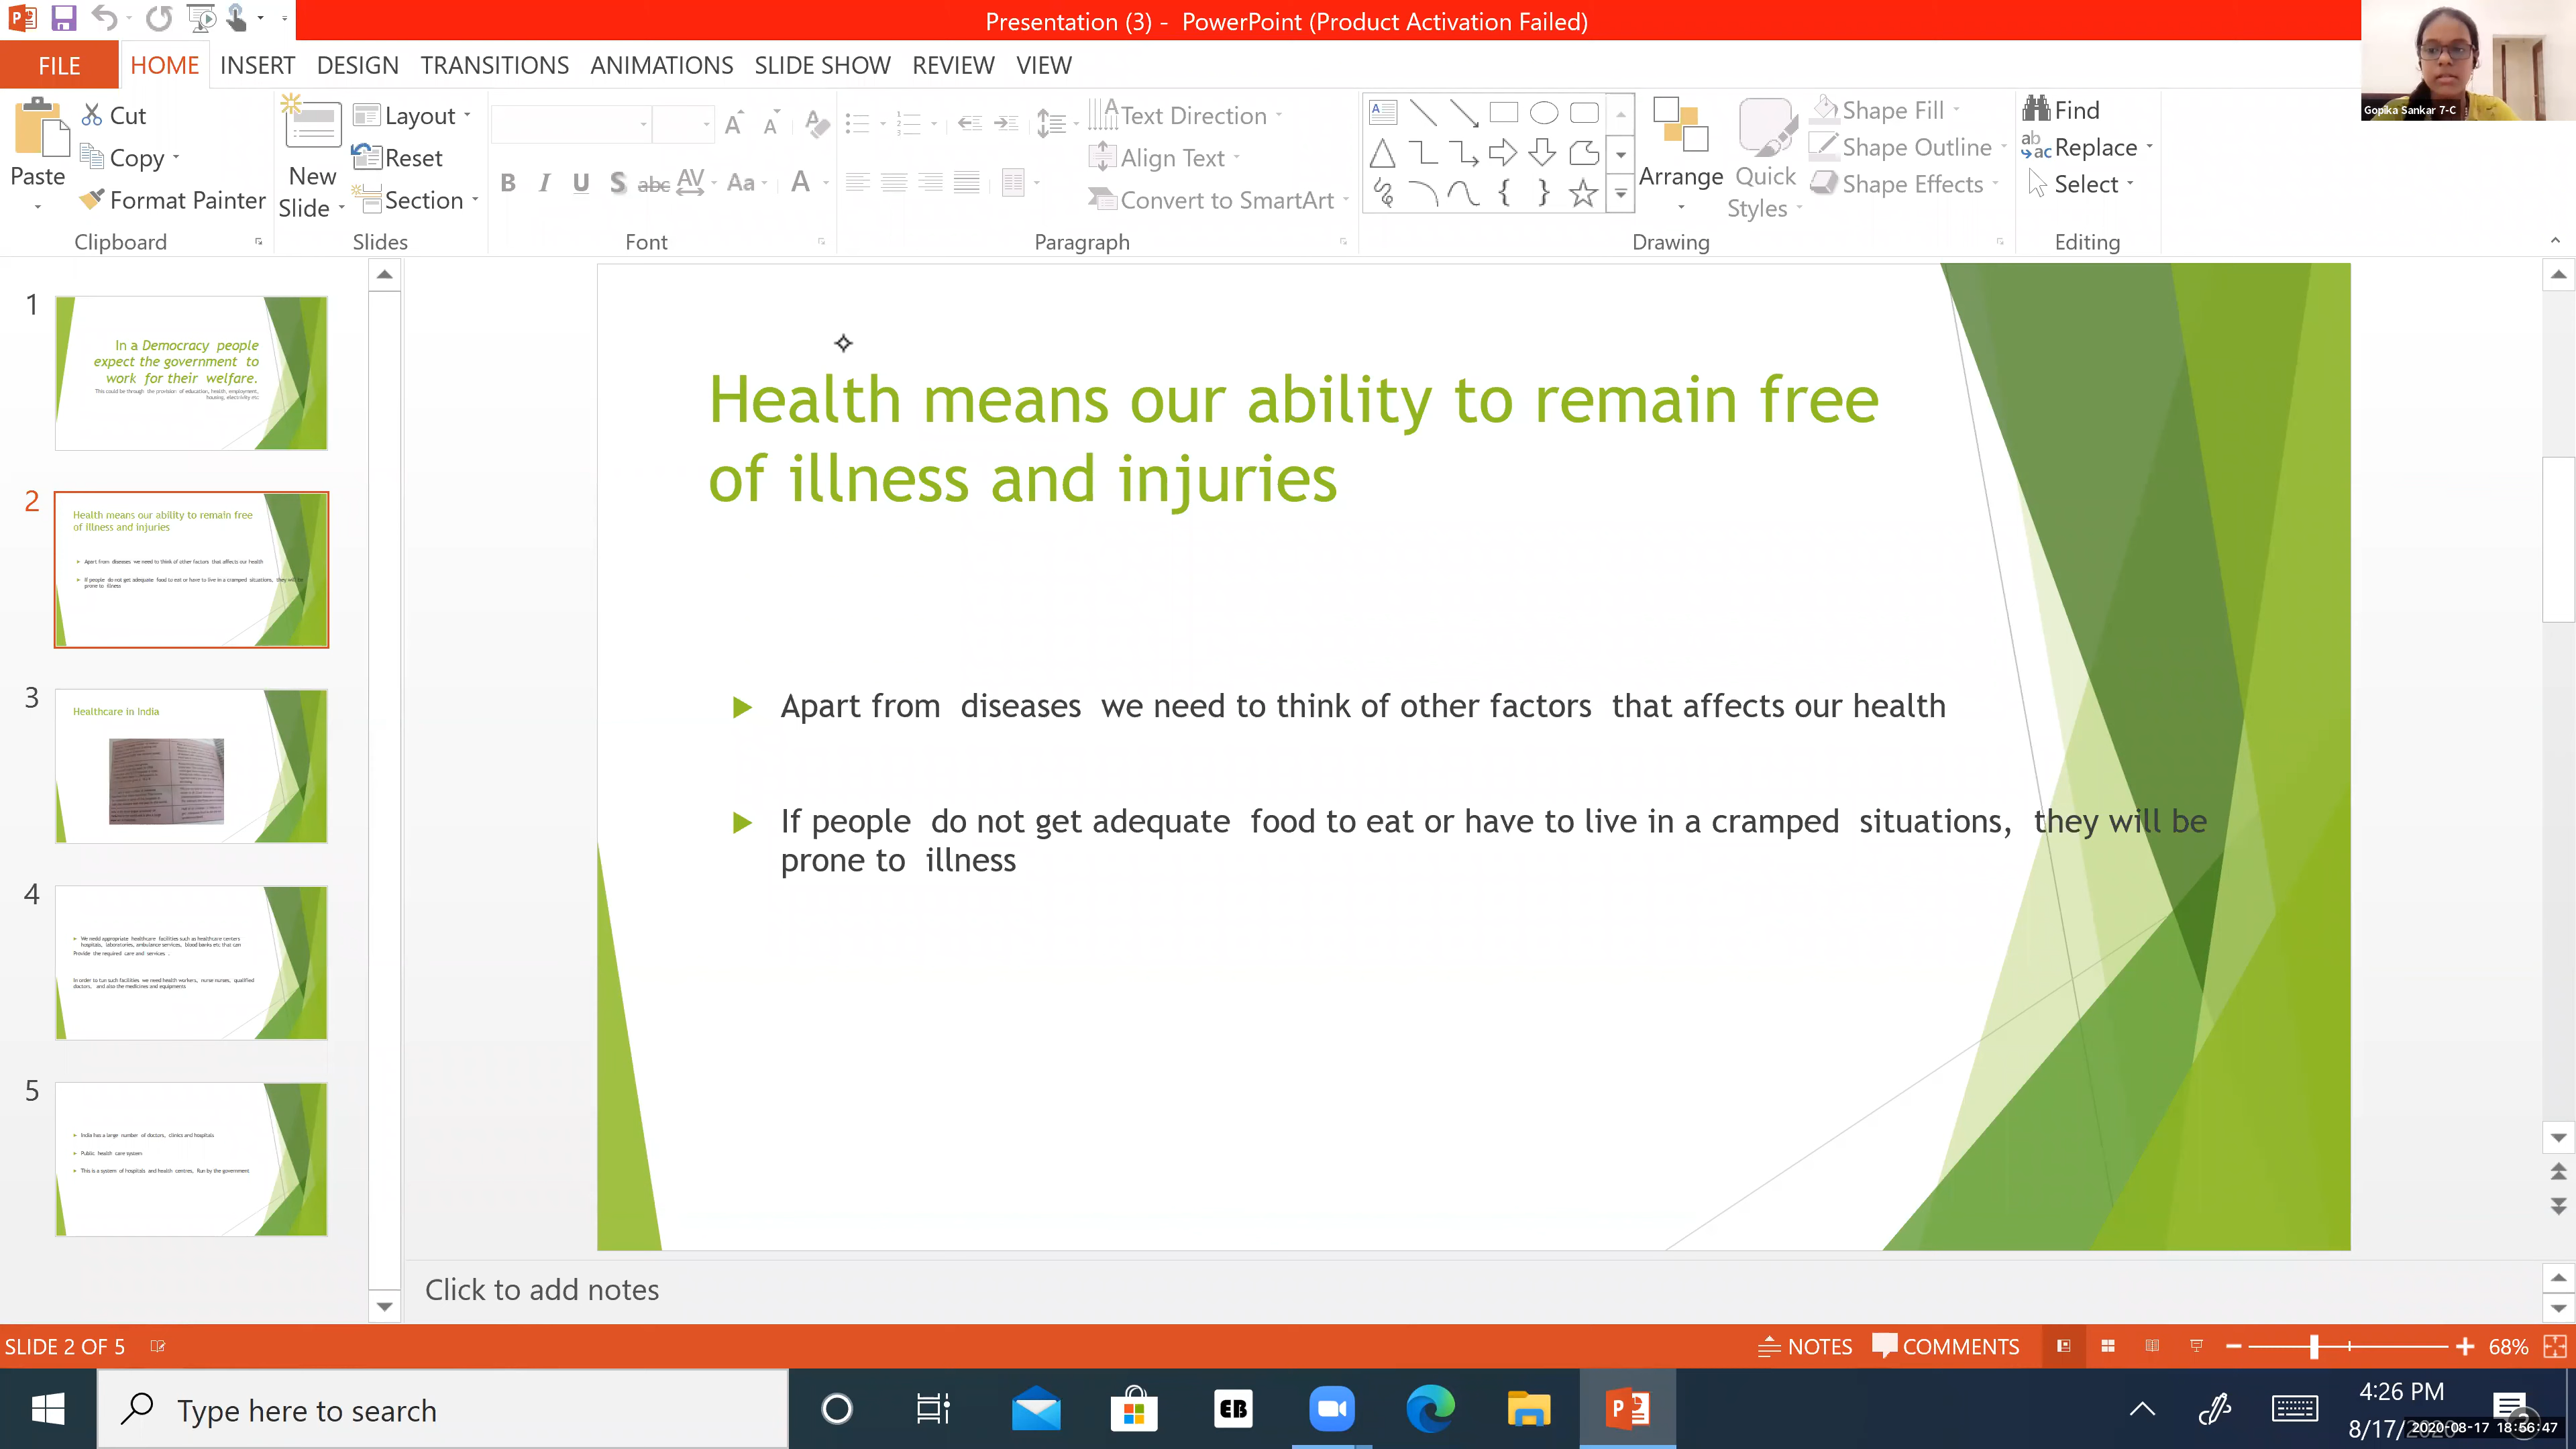 Presentation (3) - PowerPoint (Product Activation Failed)
FILE HOME INSERT DESIGN TRANSITIONS ANIMATIONS SLIDE SHOW REVIEW VIEW
Gopika Sankar 7-C
Paste
Cut
Copy
Format Painter
Clipboard
New
Slide
Layout
Reset
Section
Slides
B I U S abc AV Aa A
Font
Text Direction
Align Text
Convert to SmartArt
Paragraph
Arrange
Quick
Styles
Shape Fill
Shape Outline
Shape Effects
Drawing
Find
Replace
Select
Editing
1
In a Democracy people
expect the government to
work for their welfare.
This could be through the provision of education, health, employment,
housing, electricity etc
2
Health means our ability to remain free
of illness and injuries
Apart from diseases we need to think of other factors that affects our health
If people do not get adequate food to eat or have to live in a cramped situations, they will be
prone to illness
3
Healthcare in India
4
We need appropriate healthcare facilities such as healthcare centers
hospitals, laboratories, ambulance services, blood banks etc that can
Provide the required care and services .
In order to run such facilities we need health workers, nurse nurses, qualified
doctors, and also the medicines and equipments
5
India has a large number of doctors, clinics and hospitals
Public health care system
This is a system of hospitals and health centres, Run by the government
Health means our ability to remain free
of illness and injuries
Apart from diseases we need to think of other factors that affects our health
If people do not get adequate food to eat or have to live in a cramped situations, they will be
prone to illness
Click to add notes
SLIDE 2 OF 5
NOTES
COMMENTS
68%
Type here to search
4:26 PM
2020-08-17 18:56:47